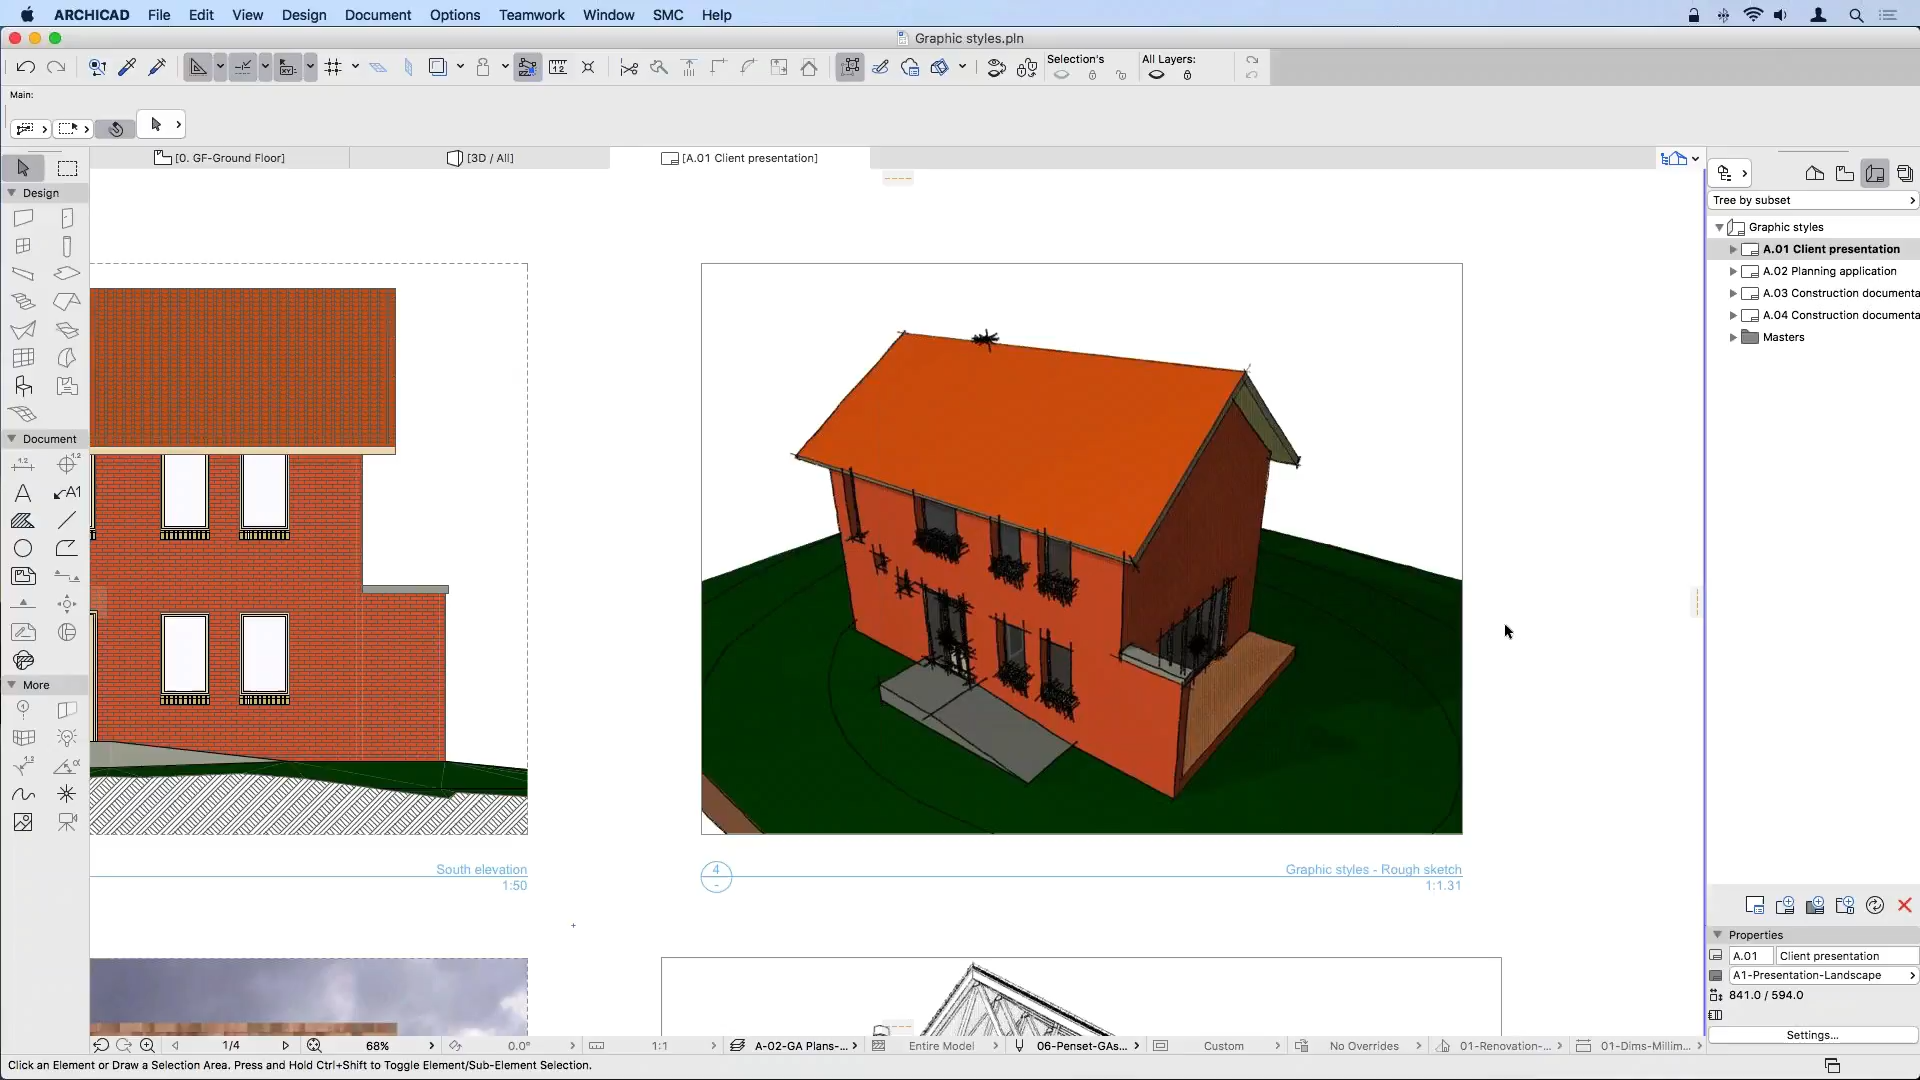 ARCHICAD File Edit View Design Document Options Teamwork Window SMC Help
Graphic styles.pln
Selection's
All Layers:
Main:
[0. GF-Ground Floor]
[3D / All]
[A.01 Client presentation]
Design
Document
More
Tree by subset
Graphic styles
A.01 Client presentation
A.02 Planning application
A.03 Construction documenta
A.04 Construction documenta
Masters
South elevation
1:50
4
-
Graphic styles - Rough sketch
1:1.31
Properties
A.01
Client presentation
A1-Presentation-Landscape
841.0 / 594.0
Settings...
1/4
68%
0.0°
1:1
A-02-GA Plans-...
Entire Model
06-Penset-GAs...
Custom
No Overrides
01-Renovation-...
01-Dims-Millim...
Click an Element or Draw a Selection Area. Press and Hold Ctrl+Shift to Toggle Element/Sub-Element Selection.